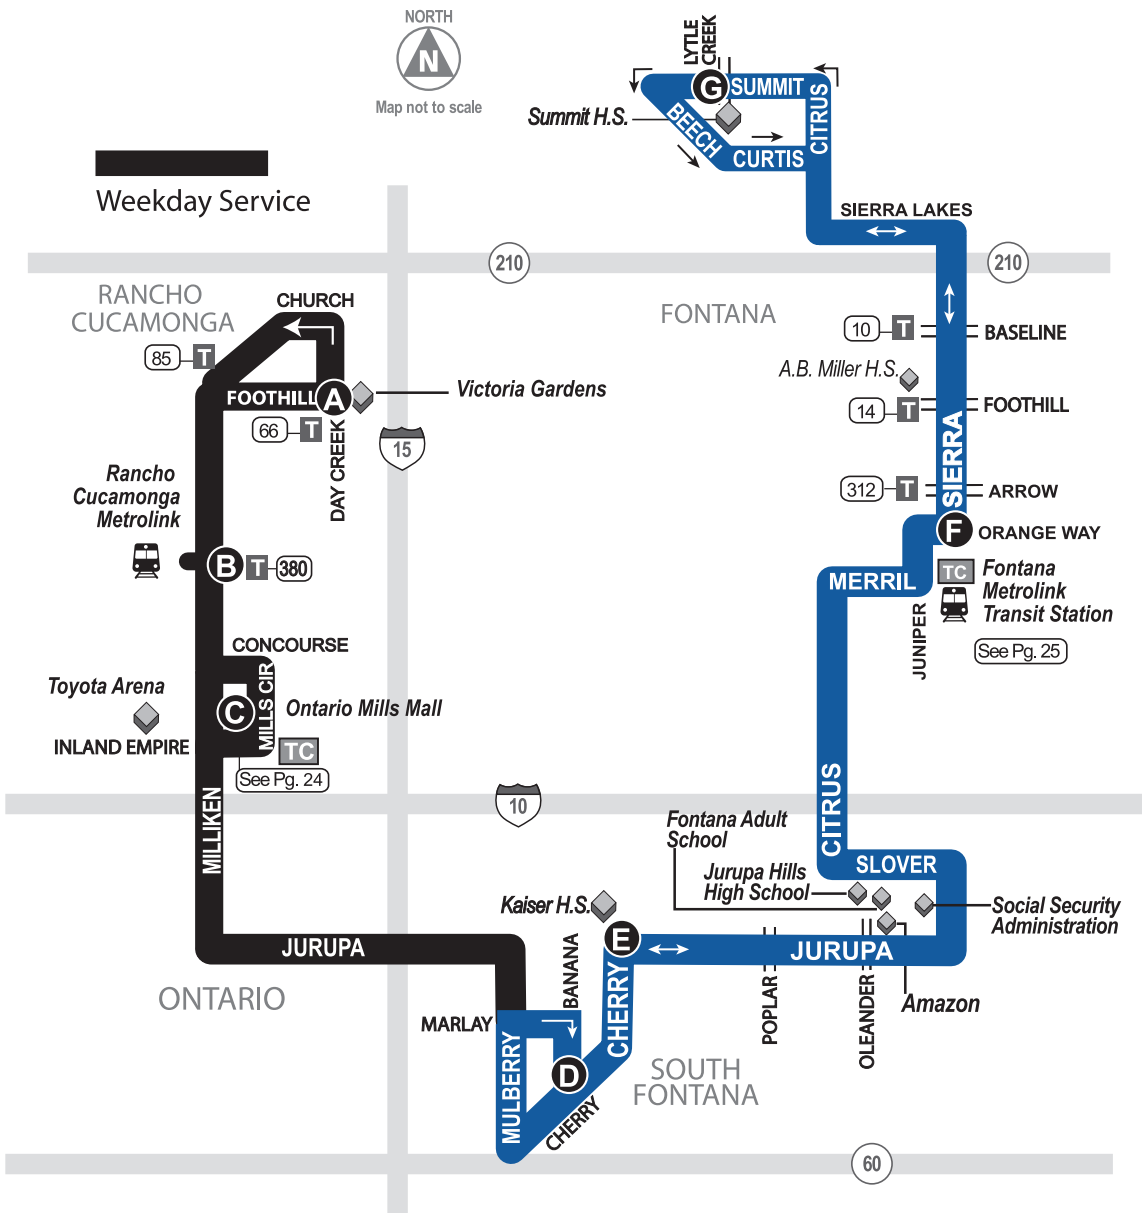 NORTH
N
Map not to scale
LYTLE
CREEK
G
SUMMIT
CITRUS
BEECH
CURTIS
Summit H.S.
Weekday Service
SIERRA LAKES
210
210
RANCHO
CUCAMONGA
CHURCH
FONTANA
10
T
BASELINE
85
T
A.B. Miller H.S.
FOOTHILL
A
Victoria Gardens
14
T
FOOTHILL
66
T
DAY CREEK
15
SIERRA
Rancho
Cucamonga
Metrolink
312
T
ARROW
F
ORANGE WAY
B
T
380
MERRIL
TC
Fontana
Metrolink
Transit Station
JUNIPER
See Pg. 25
CONCOURSE
MILLS CIR
Toyota Arena
C
Ontario Mills Mall
INLAND EMPIRE
TC
See Pg. 24
MILLIKEN
10
CITRUS
Fontana Adult
School
SLOVER
Jurupa Hills
High School
Kaiser H.S.
Social Security
Administration
E
JURUPA
JURUPA
BANANA
CHERRY
POPLAR
OLEANDER
Amazon
ONTARIO
MARLAY
MULBERRY
D
CHERRY
SOUTH
FONTANA
60